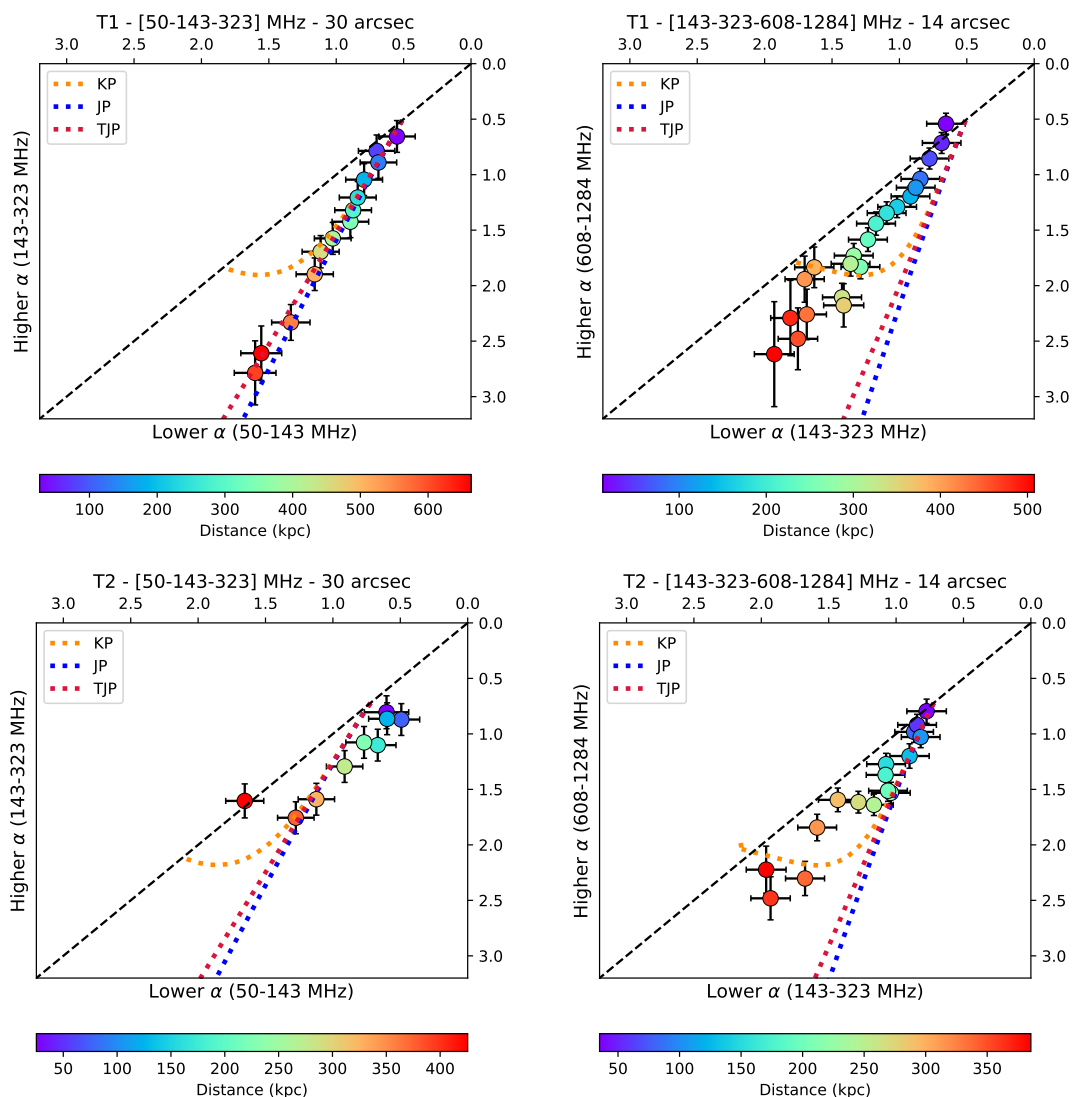 T1 - [50-143-323] MHz - 30 arcsec
3.0 2.5 2.0 1.5 1.0 0.5 0.0
KP
JP
TJP
0.0
0.5
1.0
1.5
2.0
2.5
3.0
Higher α (143-323 MHz)
Lower α (50-143 MHz)
100 200 300 400 500 600
Distance (kpc)
T1 - [143-323-608-1284] MHz - 14 arcsec
3.0 2.5 2.0 1.5 1.0 0.5 0.0
KP
JP
TJP
0.0
0.5
1.0
1.5
2.0
2.5
3.0
Higher α (608-1284 MHz)
Lower α (143-323 MHz)
100 200 300 400 500
Distance (kpc)
T2 - [50-143-323] MHz - 30 arcsec
3.0 2.5 2.0 1.5 1.0 0.5 0.0
KP
JP
TJP
0.0
0.5
1.0
1.5
2.0
2.5
3.0
Higher α (143-323 MHz)
Lower α (50-143 MHz)
50 100 150 200 250 300 350 400
Distance (kpc)
T2 - [143-323-608-1284] MHz - 14 arcsec
3.0 2.5 2.0 1.5 1.0 0.5 0.0
KP
JP
TJP
0.0
0.5
1.0
1.5
2.0
2.5
3.0
Higher α (608-1284 MHz)
Lower α (143-323 MHz)
50 100 150 200 250 300 350
Distance (kpc)